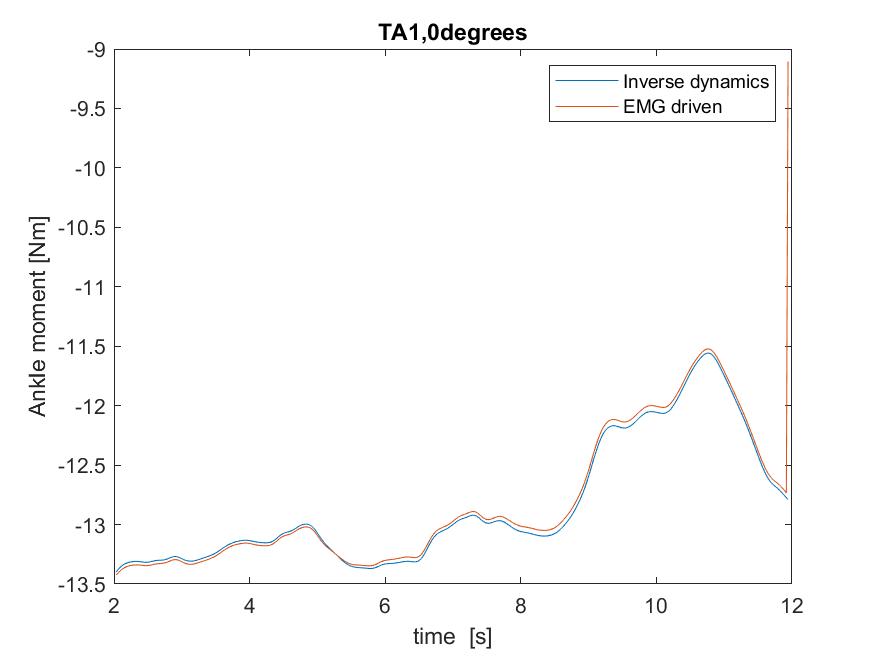 TA1,0degrees
-9
-9.5
-10
-10.5
-11
-11.5
-12
-12.5
-13
-13.5
Ankle moment [Nm]
Inverse dynamics
EMG driven
2 4 6 8 10 12
time [s]